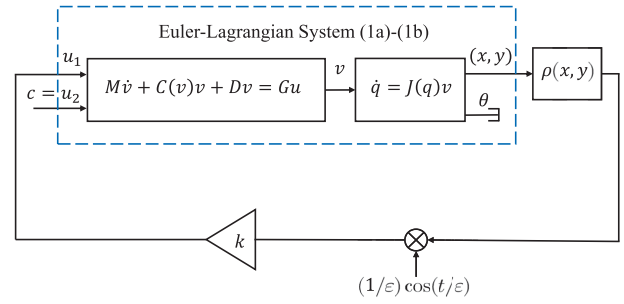 Euler-Lagrangian System (1a)-(1b)
u₁
c = u₂
Mv̇ + C(v)v + Dv = Gu
v
q̇ = J(q)v
(x, y)
θ
ρ(x, y)
k
(1/ε) cos(t/ε)